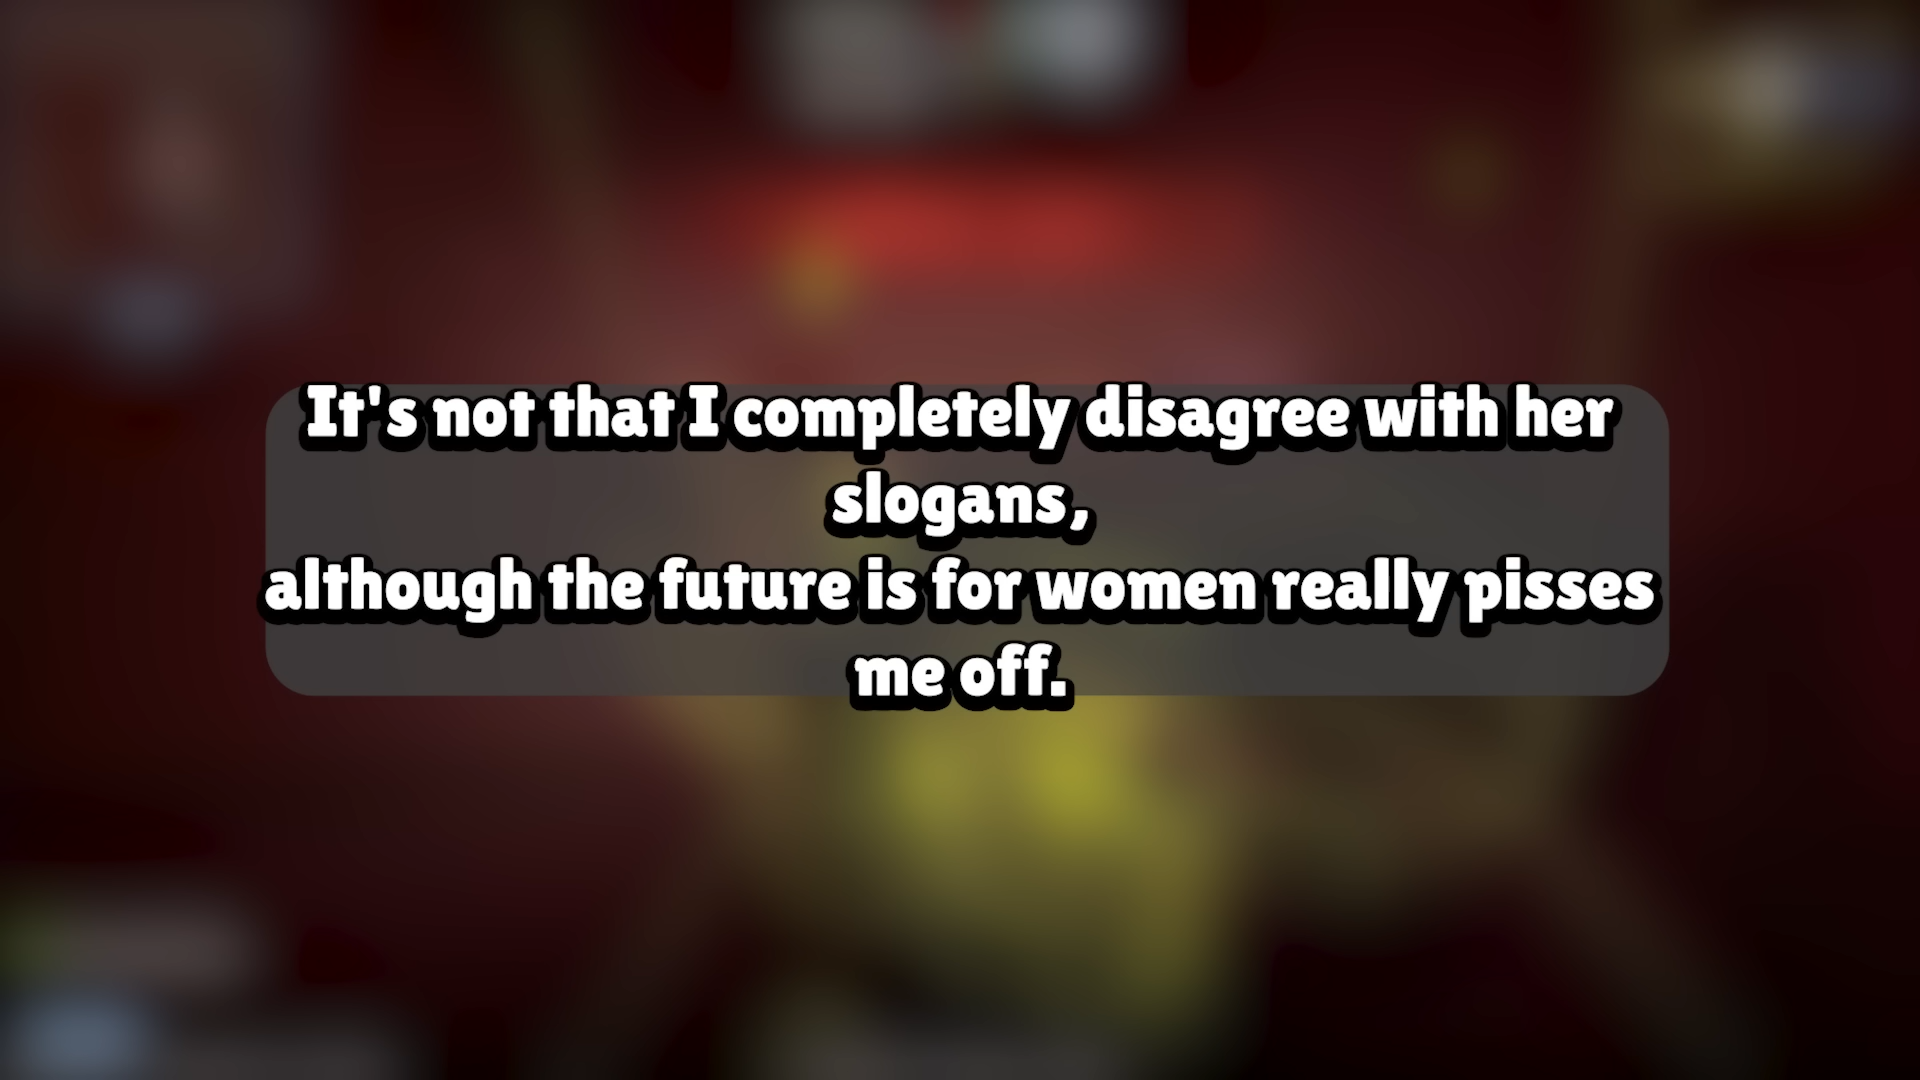 It's not that I completely disagree with her
slogans,
although the future is for women really pisses
me off.